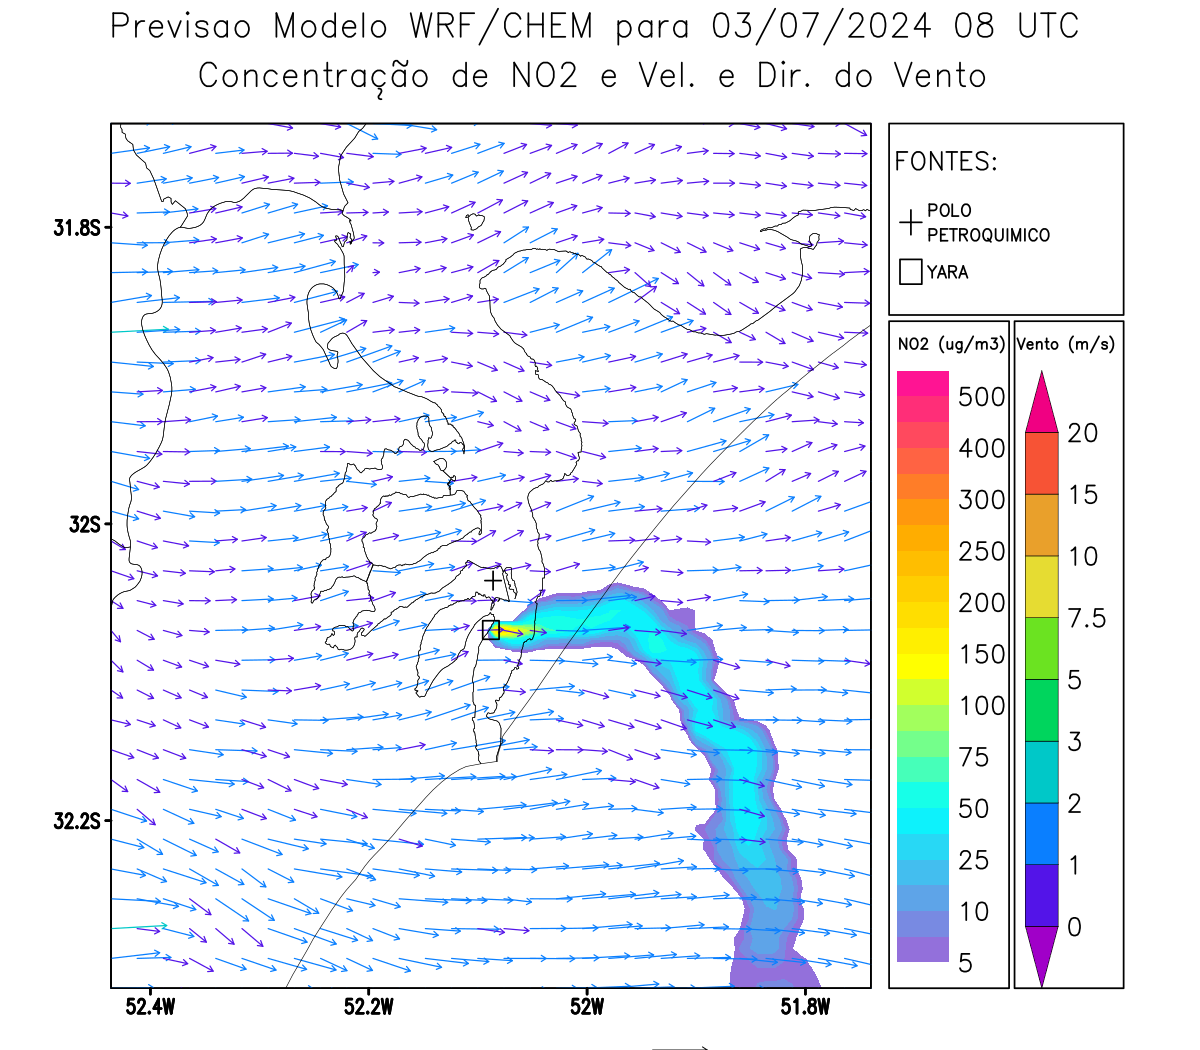 Previsao Modelo WRF/CHEM para 03/07/2024 08 UTC
Concentração de NO2 e Vel. e Dir. do Vento
FONTES:
POLO
PETROQUIMICO
YARA
31.8S
32S
32.2S
52.4W
52.2W
52W
51.8W
NO2 (ug/m3)
500
400
300
250
200
150
100
75
50
25
10
5
Vento (m/s)
20
15
10
7.5
5
3
2
1
0